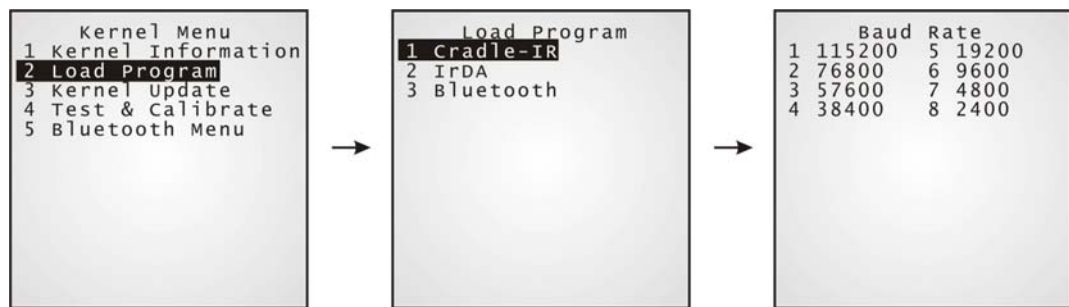 Kernel Menu
1 Kernel Information
2 Load Program
3 Kernel Update
4 Test & Calibrate
5 Bluetooth Menu
Load Program
1 Cradle-IR
2 IrDA
3 Bluetooth
Baud Rate
1 115200 5 19200
2 76800 6 9600
3 57600 7 4800
4 38400 8 2400